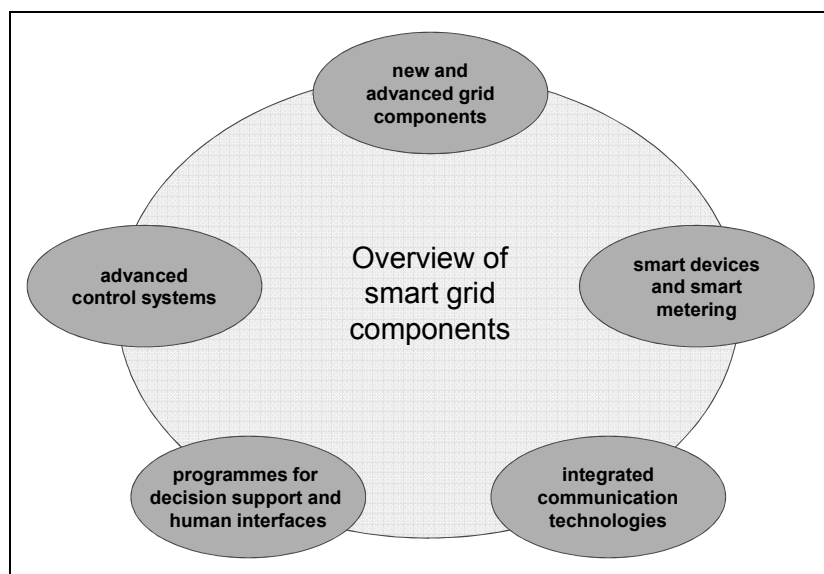 new and
advanced grid
components
advanced
control systems
Overview of
smart grid
components
smart devices
and smart
metering
programmes for
decision support and
human interfaces
integrated
communication
technologies